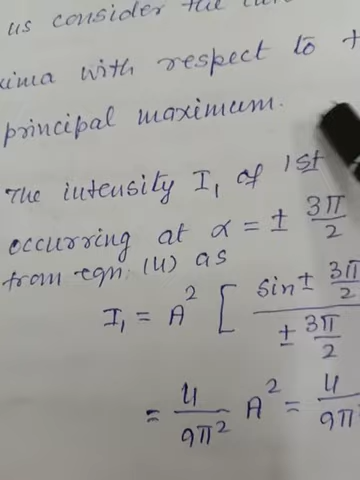 us consider the
xima with respect to t
principal maximum.
The intensity I₁ of 1st
occurring at α = ± 3π/2
from eqn. (4) as
I₁ = A² [ sin ± 3π/2 / ± 3π/2
= 4/9π² A² = 4/9π